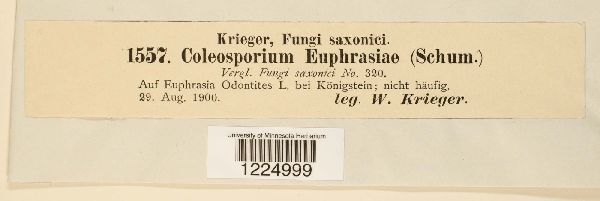 Krieger, Fungi saxonici.
1557. Coleosporium Euphrasiae (Schum.)
Vergl. Fungi saxonici No. 320.
Auf Euphrasia Odontites L. bei Königstein; nicht häufig.
29. Aug. 1900. leg. W. Krieger.
University of Minnesota Herbarium
1224999